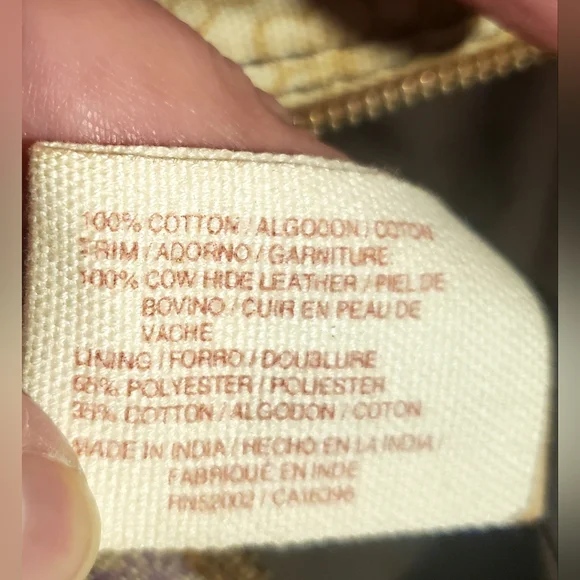 100% COTTON / ALGODON / COTON
TRIM / ADORNO / GARNITURE
100% COW HIDE LEATHER / PIEL DE
BOVINO / CUIR EN PEAU DE
VACHE
LINING / FORRO / DOUBLURE
65% POLYESTER / POLIESTER
35% COTTON / ALGODON / COTON
MADE IN INDIA / HECHO EN LA INDIA /
FABRIQUÉ EN INDE
RN52002 / CA16396